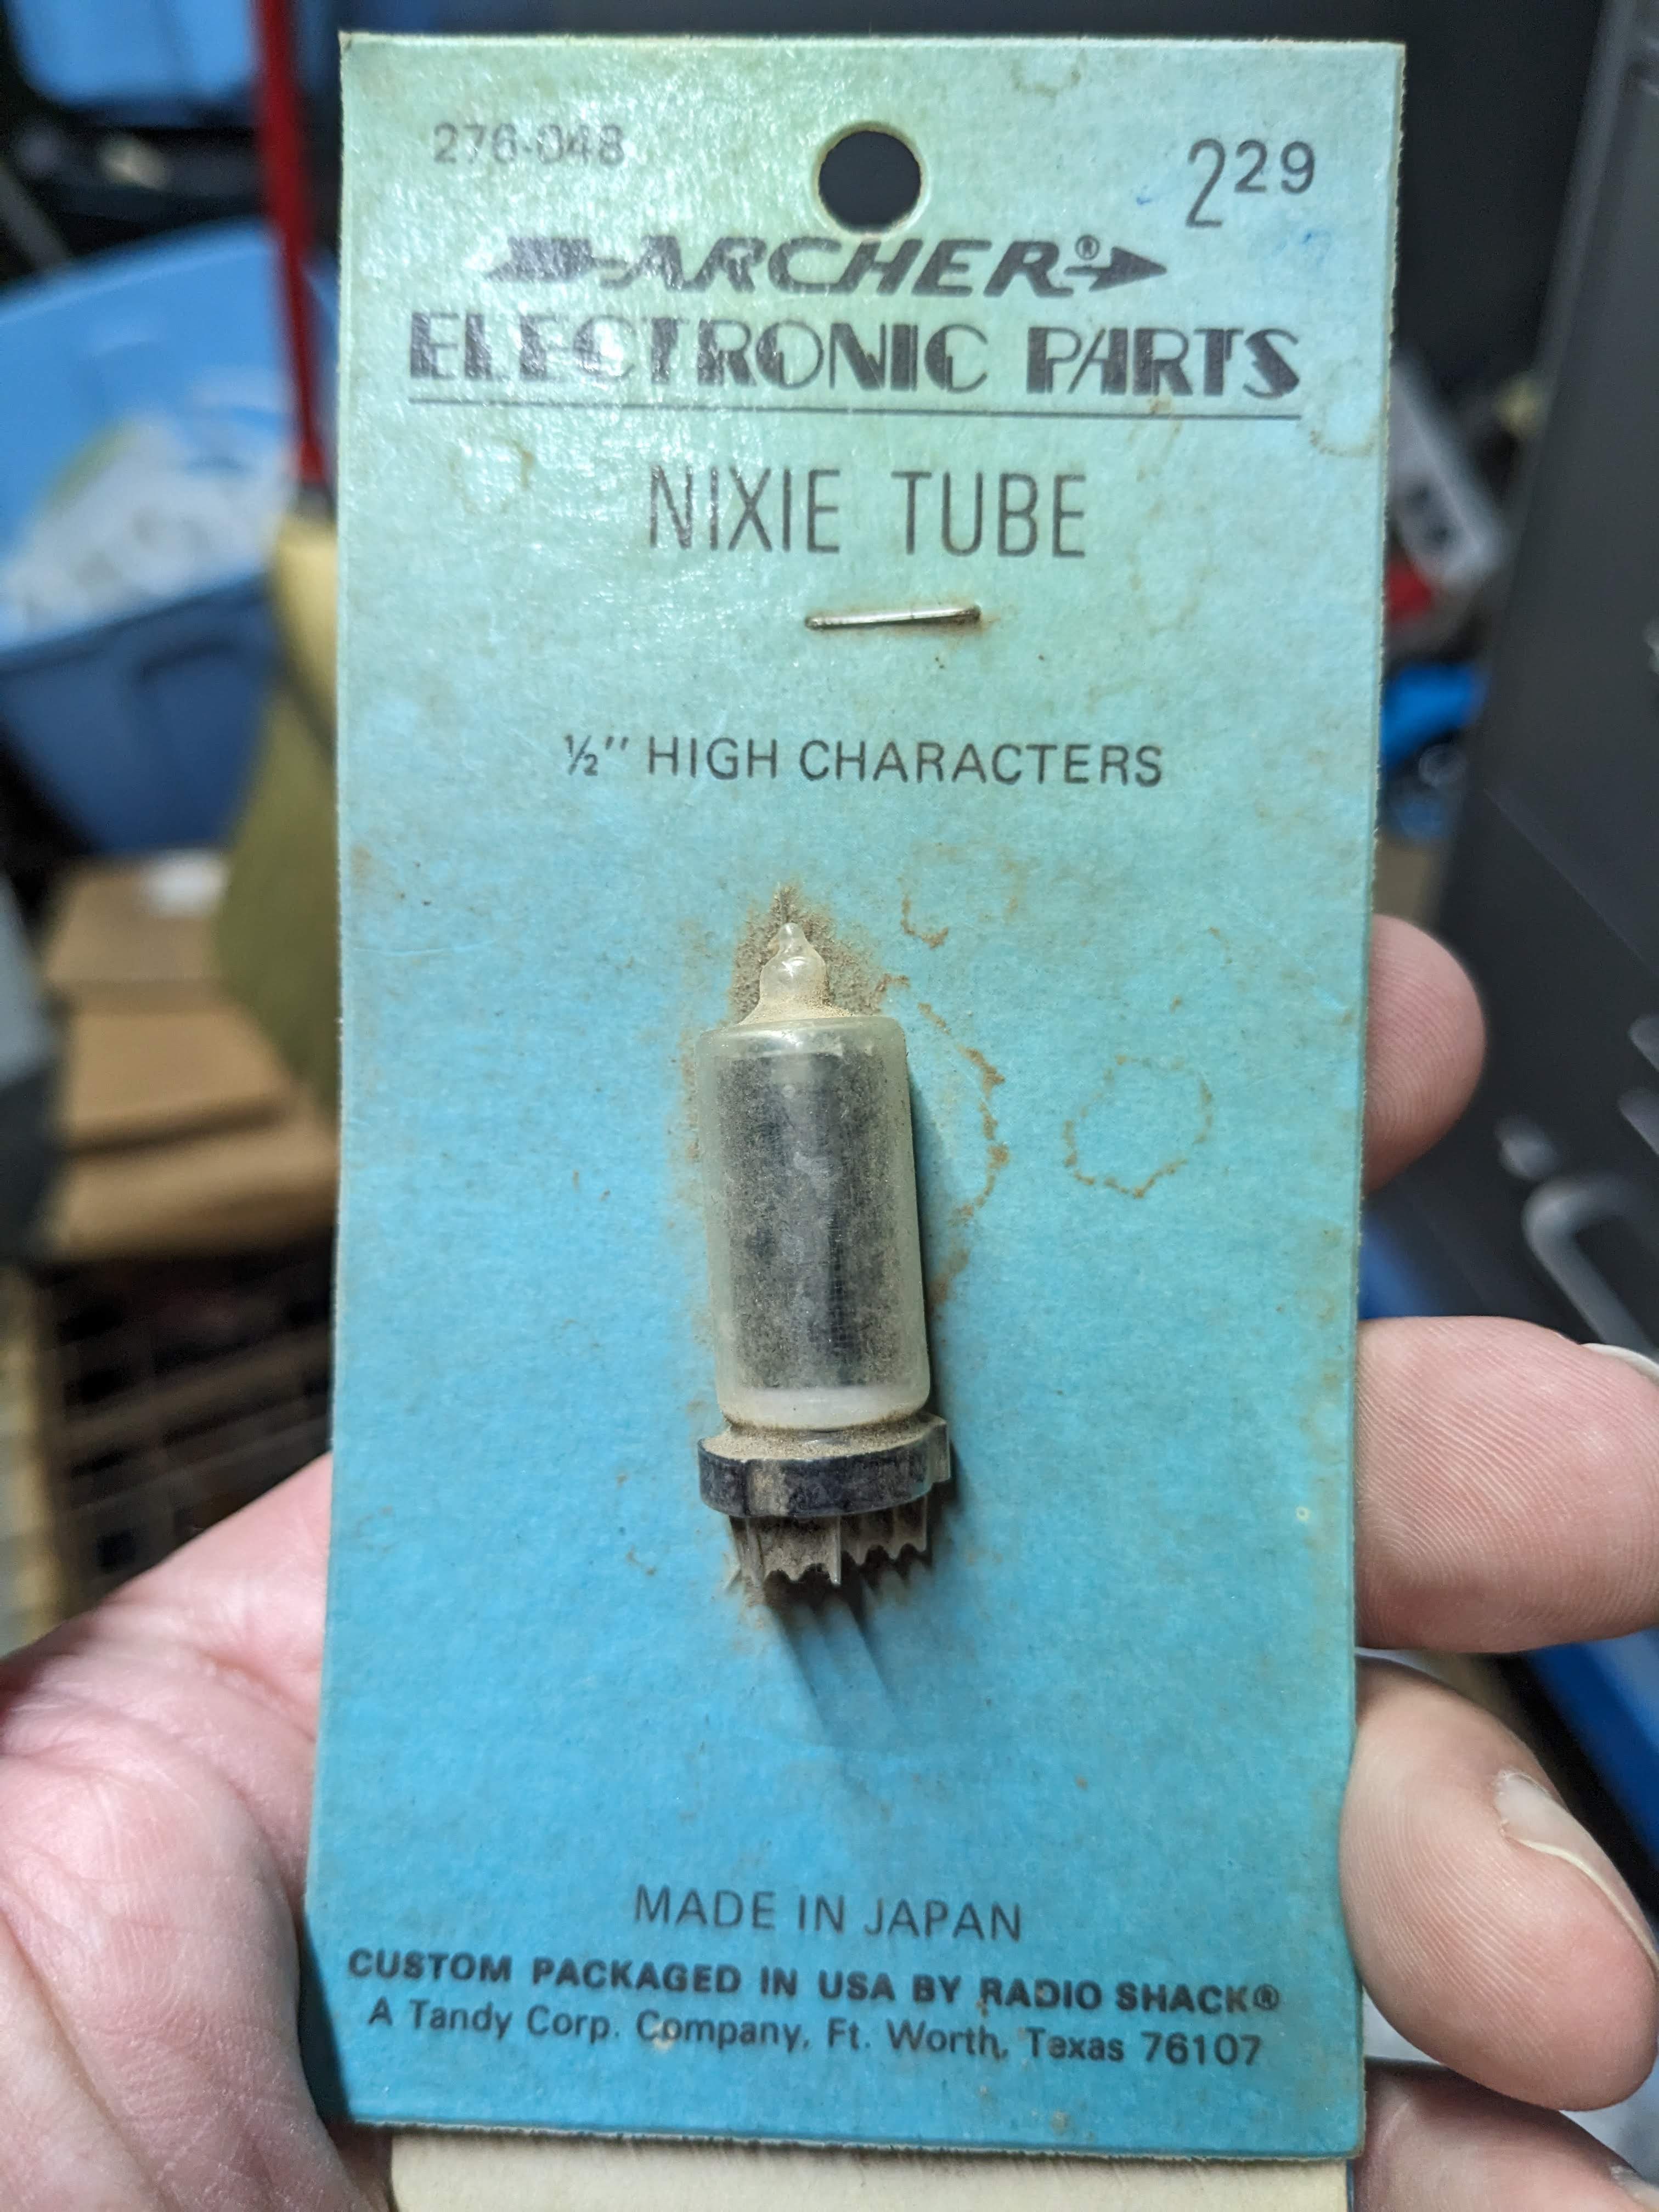 276-048
2²⁹
ARCHER®
ELECTRONIC PARTS
NIXIE TUBE
½" HIGH CHARACTERS
MADE IN JAPAN
CUSTOM PACKAGED IN USA BY RADIO SHACK®
A Tandy Corp. Company, Ft. Worth, Texas 76107